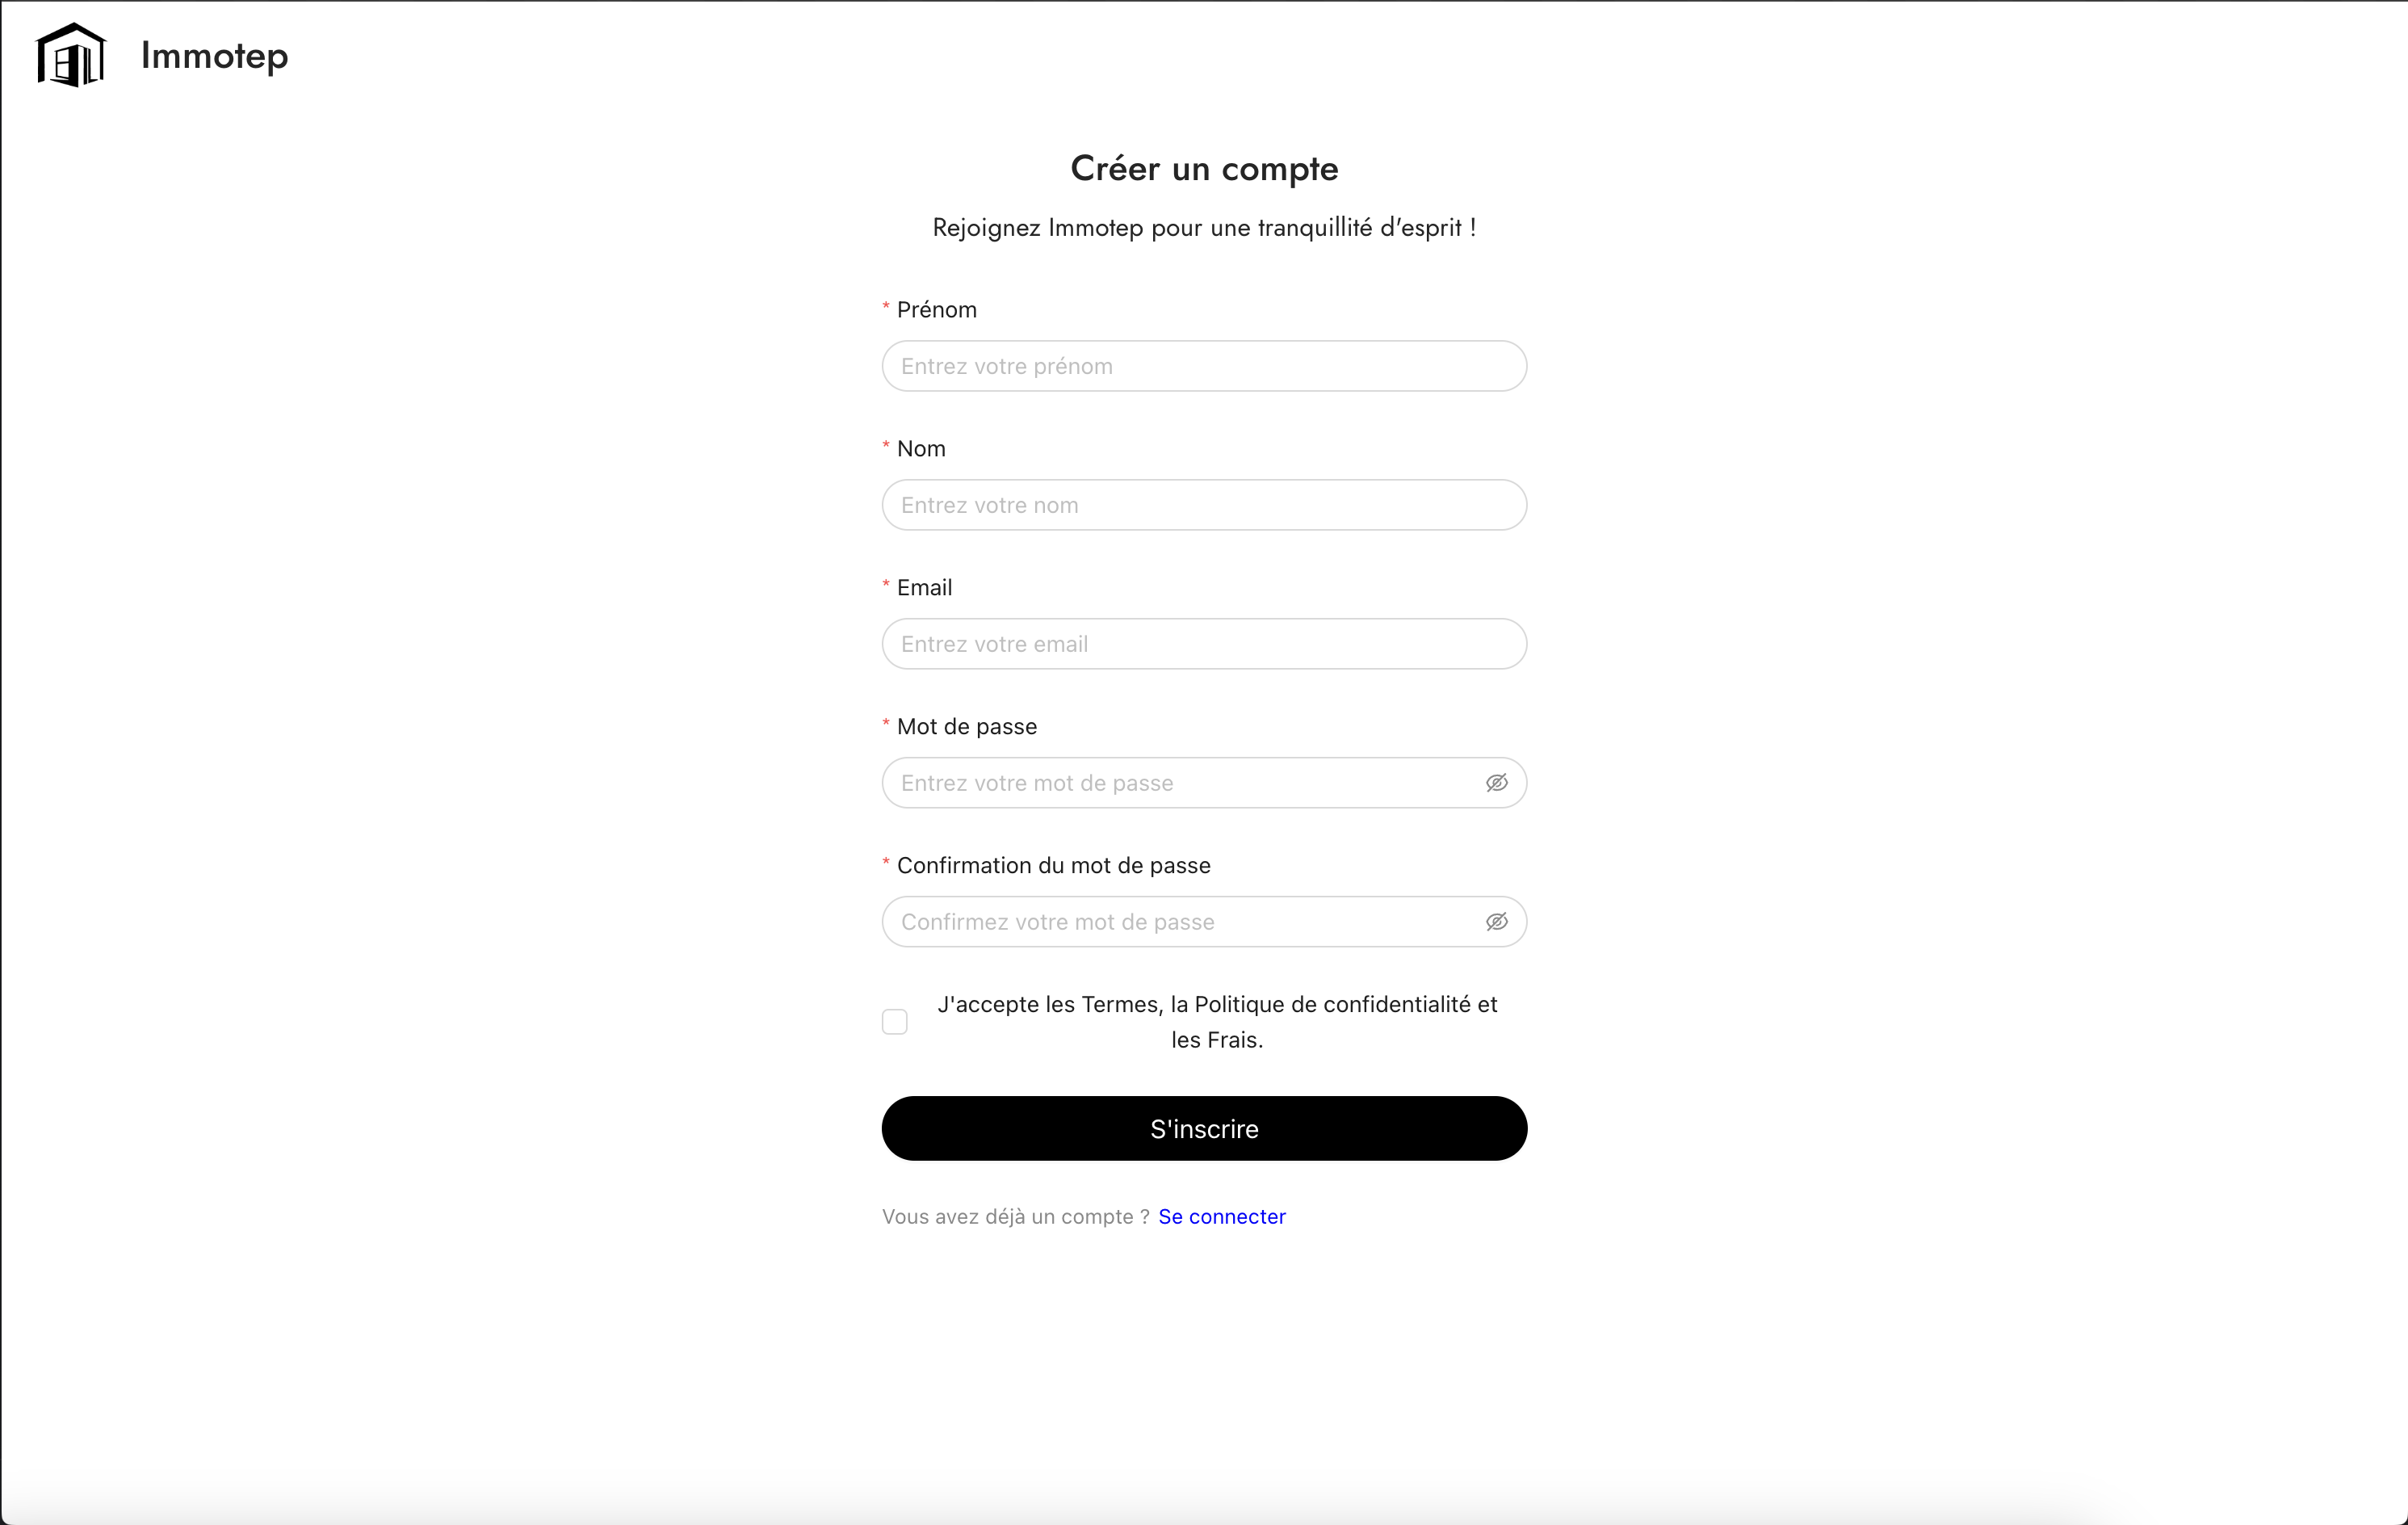 Immotep
Créer un compte
Rejoignez Immotep pour une tranquillité d'esprit !
* Prénom
Entrez votre prénom
* Nom
Entrez votre nom
* Email
Entrez votre email
* Mot de passe
Entrez votre mot de passe
* Confirmation du mot de passe
Confirmez votre mot de passe
J'accepte les Termes, la Politique de confidentialité et
les Frais.
S'inscrire
Vous avez déjà un compte ? Se connecter